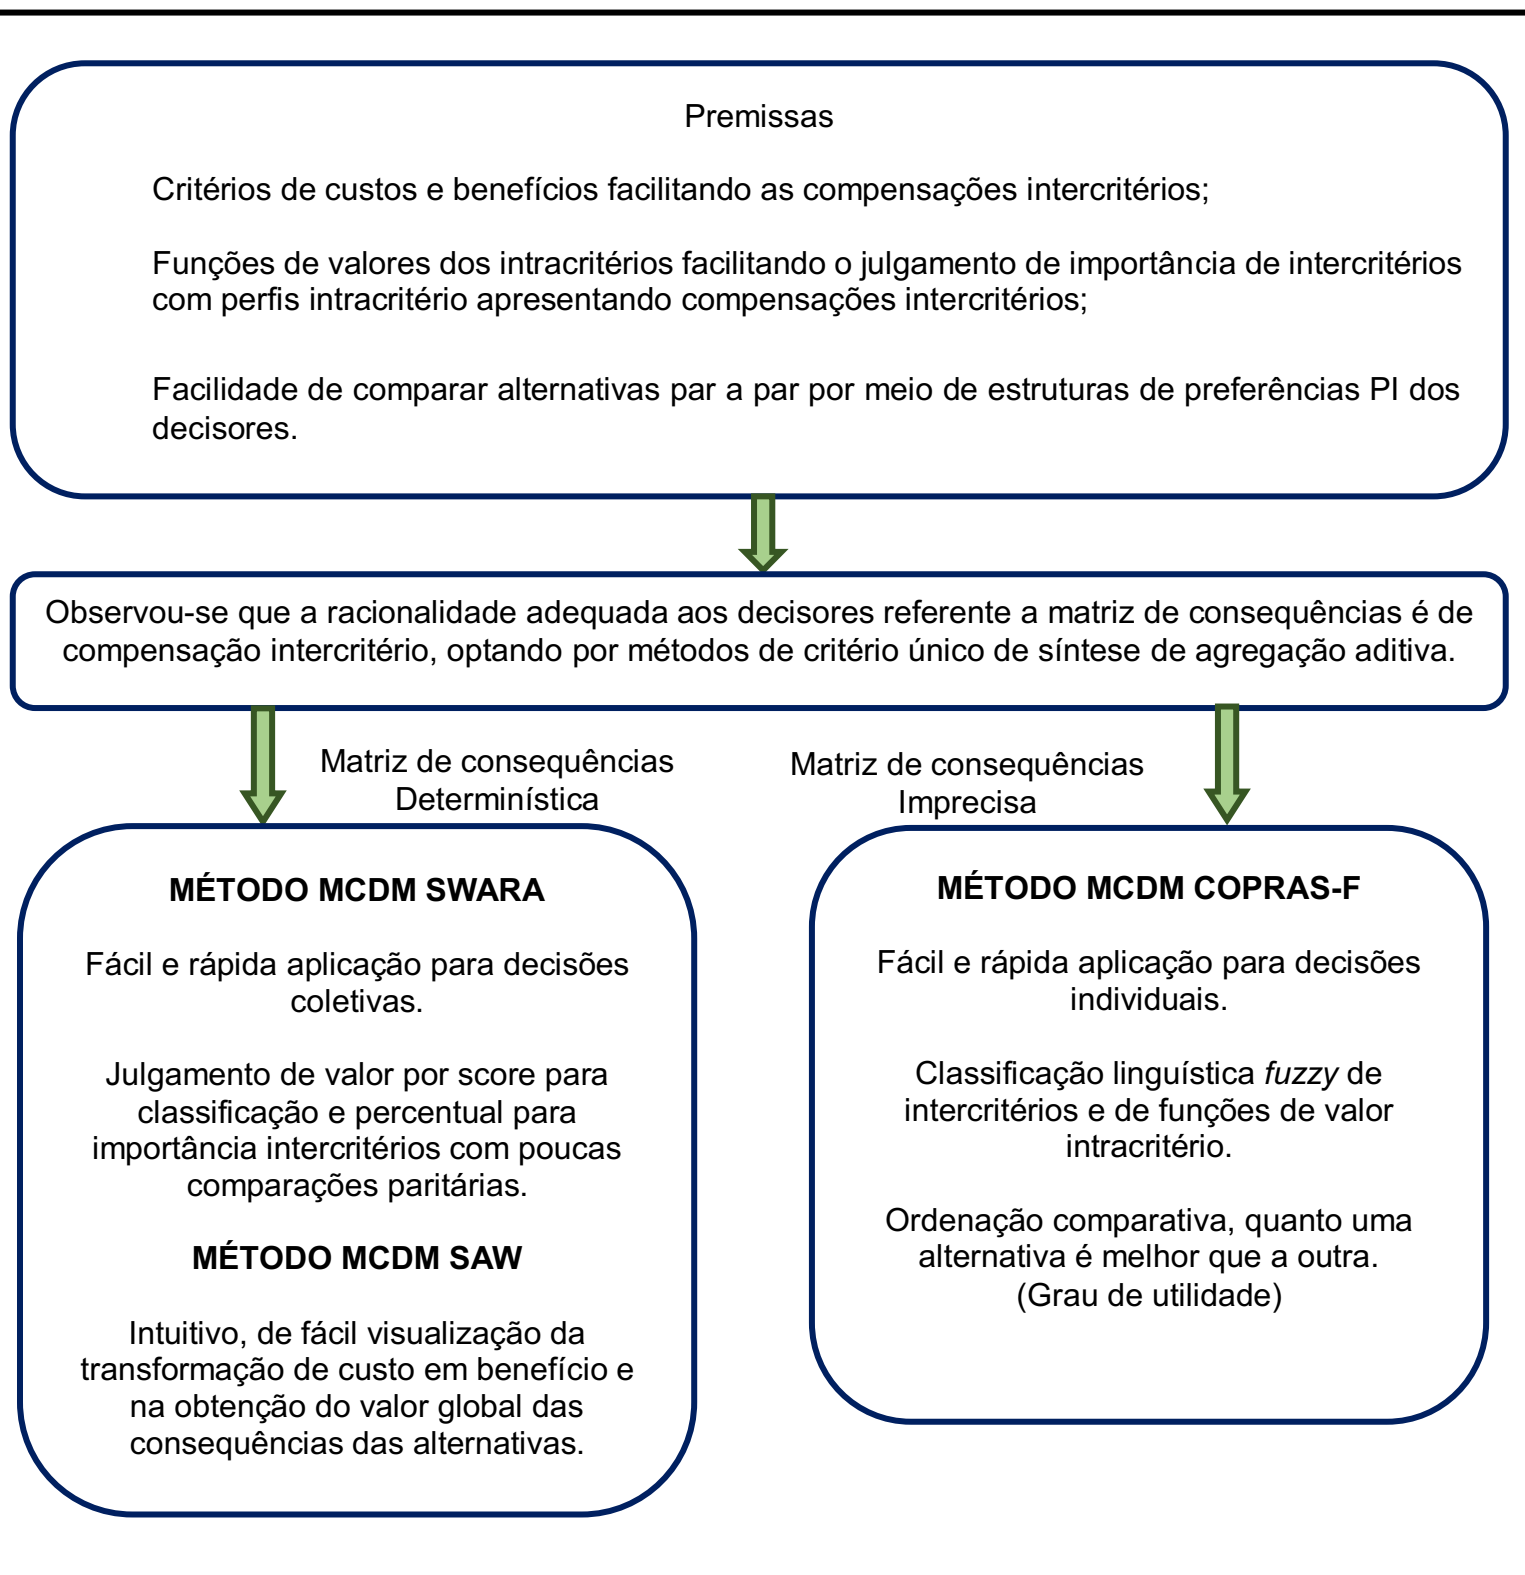 Premissas
Critérios de custos e benefícios facilitando as compensações intercritérios;
Funções de valores dos intracritérios facilitando o julgamento de importância de intercritérios
com perfis intracritério apresentando compensações intercritérios;
Facilidade de comparar alternativas par a par por meio de estruturas de preferências PI dos
decisores.
Observou-se que a racionalidade adequada aos decisores referente a matriz de consequências é de
compensação intercritério, optando por métodos de critério único de síntese de agregação aditiva.
Matriz de consequências
Determinística
MÉTODO MCDM SWARA
Fácil e rápida aplicação para decisões
coletivas.
Julgamento de valor por score para
classificação e percentual para
importância intercritérios com poucas
comparações paritárias.
MÉTODO MCDM SAW
Intuitivo, de fácil visualização da
transformação de custo em benefício e
na obtenção do valor global das
consequências das alternativas.
Matriz de consequências
Imprecisa
MÉTODO MCDM COPRAS-F
Fácil e rápida aplicação para decisões
individuais.
Classificação linguística fuzzy de
intercritérios e de funções de valor
intracritério.
Ordenação comparativa, quanto uma
alternativa é melhor que a outra.
(Grau de utilidade)